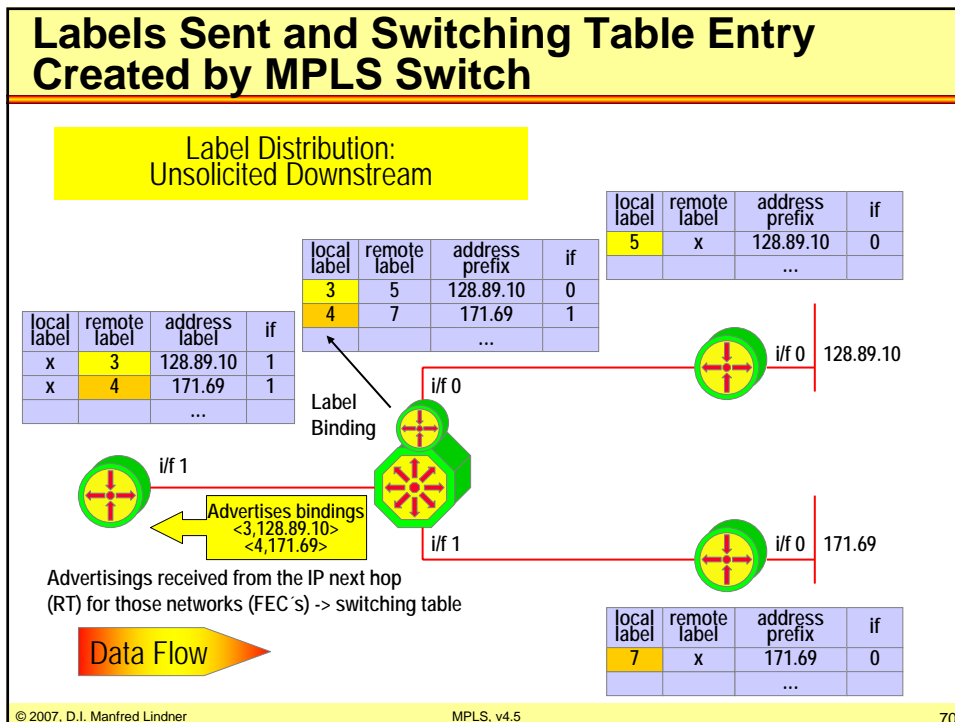 Labels Sent and Switching Table Entry
Created by MPLS Switch
Label Distribution:
Unsolicited Downstream
local label remote label address prefix if
5 x 128.89.10 0
...
local label remote label address prefix if
3 5 128.89.10 0
4 7 171.69 1
...
local label remote label address label if
x 3 128.89.10 1
x 4 171.69 1
...
i/f 0 128.89.10
i/f 0
Label
Binding
i/f 1
Advertises bindings
<3,128.89.10>
<4,171.69>
i/f 1
i/f 0 171.69
Advertisings received from the IP next hop
(RT) for those networks (FEC´s) -> switching table
Data Flow
local label remote label address prefix if
7 x 171.69 0
...
© 2007, D.I. Manfred Lindner MPLS, v4.5 70